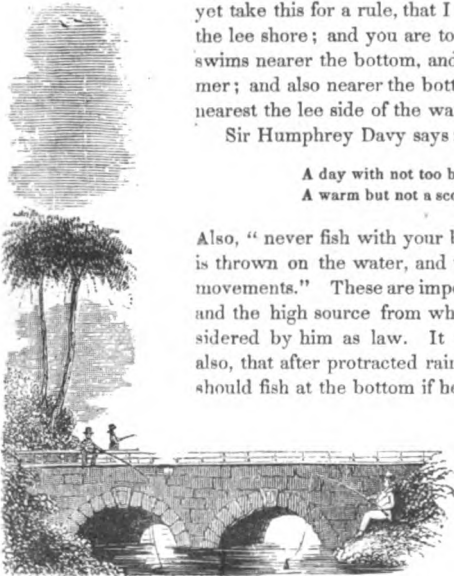 yet take this for a rule, that I
the lee shore; and you are to
swims nearer the bottom, and
mer; and also nearer the bott
nearest the lee side of the wa
Sir Humphrey Davy says
A day with not too b
A warm but not a sco
Also, “ never fish with your b
is thrown on the water, and
movements.” These are impo
and the high source from wh
sidered by him as law. It
also, that after protracted rain
should fish at the bottom if he